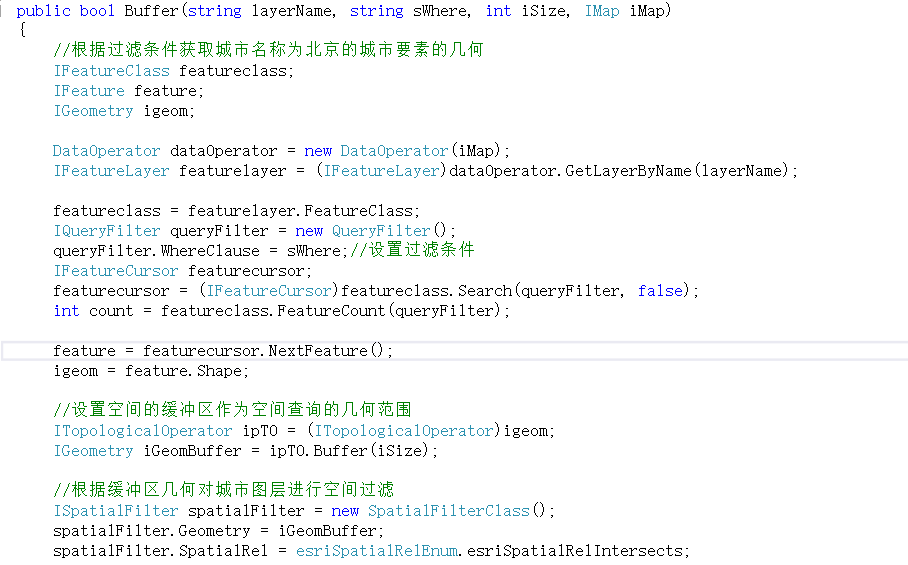 public bool Buffer(string layerName, string sWhere, int iSize, IMap iMap)
{
//根据过滤条件获取城市名称为北京的城市要素的几何
IFeatureClass featureclass;
IFeature feature;
IGeometry igeom;
DataOperator dataOperator = new DataOperator(iMap);
IFeatureLayer featurelayer = (IFeatureLayer)dataOperator.GetLayerByName(layerName);
featureclass = featurelayer.FeatureClass;
IQueryFilter queryFilter = new QueryFilter();
queryFilter.WhereClause = sWhere;//设置过滤条件
IFeatureCursor featurecursor;
featurecursor = (IFeatureCursor)featureclass.Search(queryFilter, false);
int count = featureclass.FeatureCount(queryFilter);
feature = featurecursor.NextFeature();
igeom = feature.Shape;
//设置空间的缓冲区作为空间查询的几何范围
ITopologicalOperator ipTO = (ITopologicalOperator)igeom;
IGeometry iGeomBuffer = ipTO.Buffer(iSize);
//根据缓冲区几何对城市图层进行空间过滤
ISpatialFilter spatialFilter = new SpatialFilterClass();
spatialFilter.Geometry = iGeomBuffer;
spatialFilter.SpatialRel = esriSpatialRelEnum.esriSpatialRelIntersects;